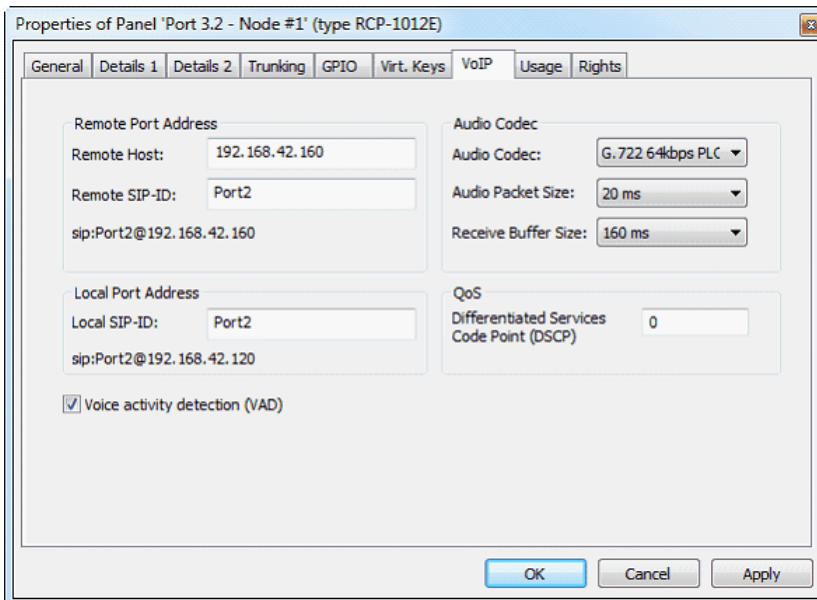 Properties of Panel 'Port 3.2 - Node #1' (type RCP-1012E)
General Details 1 Details 2 Trunking GPIO Virt. Keys VoIP Usage Rights
Remote Port Address
Remote Host: 192.168.42.160
Remote SIP-ID: Port2
sip:Port2@192.168.42.160
Audio Codec
Audio Codec: G.722 64kbps PLC
Audio Packet Size: 20 ms
Receive Buffer Size: 160 ms
Local Port Address
Local SIP-ID: Port2
sip:Port2@192.168.42.120
QoS
Differentiated Services
Code Point (DSCP) 0
Voice activity detection (VAD)
OK Cancel Apply